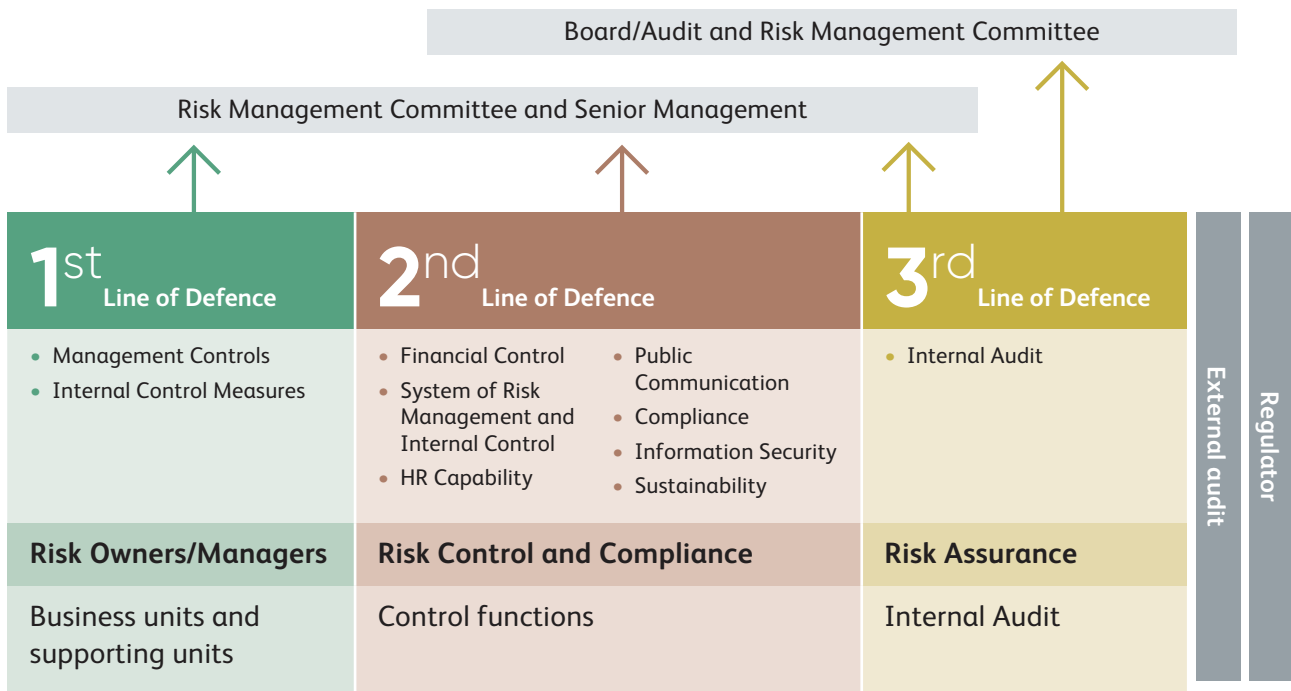 Board/Audit and Risk Management Committee
Risk Management Committee and Senior Management
1st Line of Defence
• Management Controls
• Internal Control Measures
Risk Owners/Managers
Business units and
supporting units
2nd Line of Defence
• Financial Control
• System of Risk
Management and
Internal Control
• HR Capability
• Public
Communication
• Compliance
• Information Security
• Sustainability
Risk Control and Compliance
Control functions
3rd Line of Defence
• Internal Audit
Risk Assurance
Internal Audit
External audit
Regulator